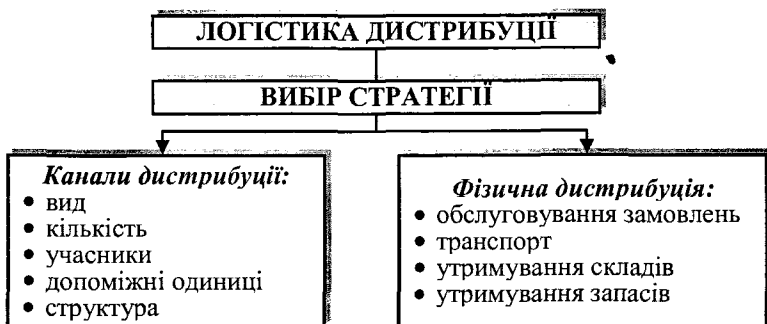 ЛОГІСТИКА ДИСТРИБУЦІЇ
ВИБІР СТРАТЕГІЇ
Канали дистрибуції:
• вид
• кількість
• учасники
• допоміжні одиниці
• структура
Фізична дистрибуція:
• обслуговування замовлень
• транспорт
• утримування складів
• утримування запасів